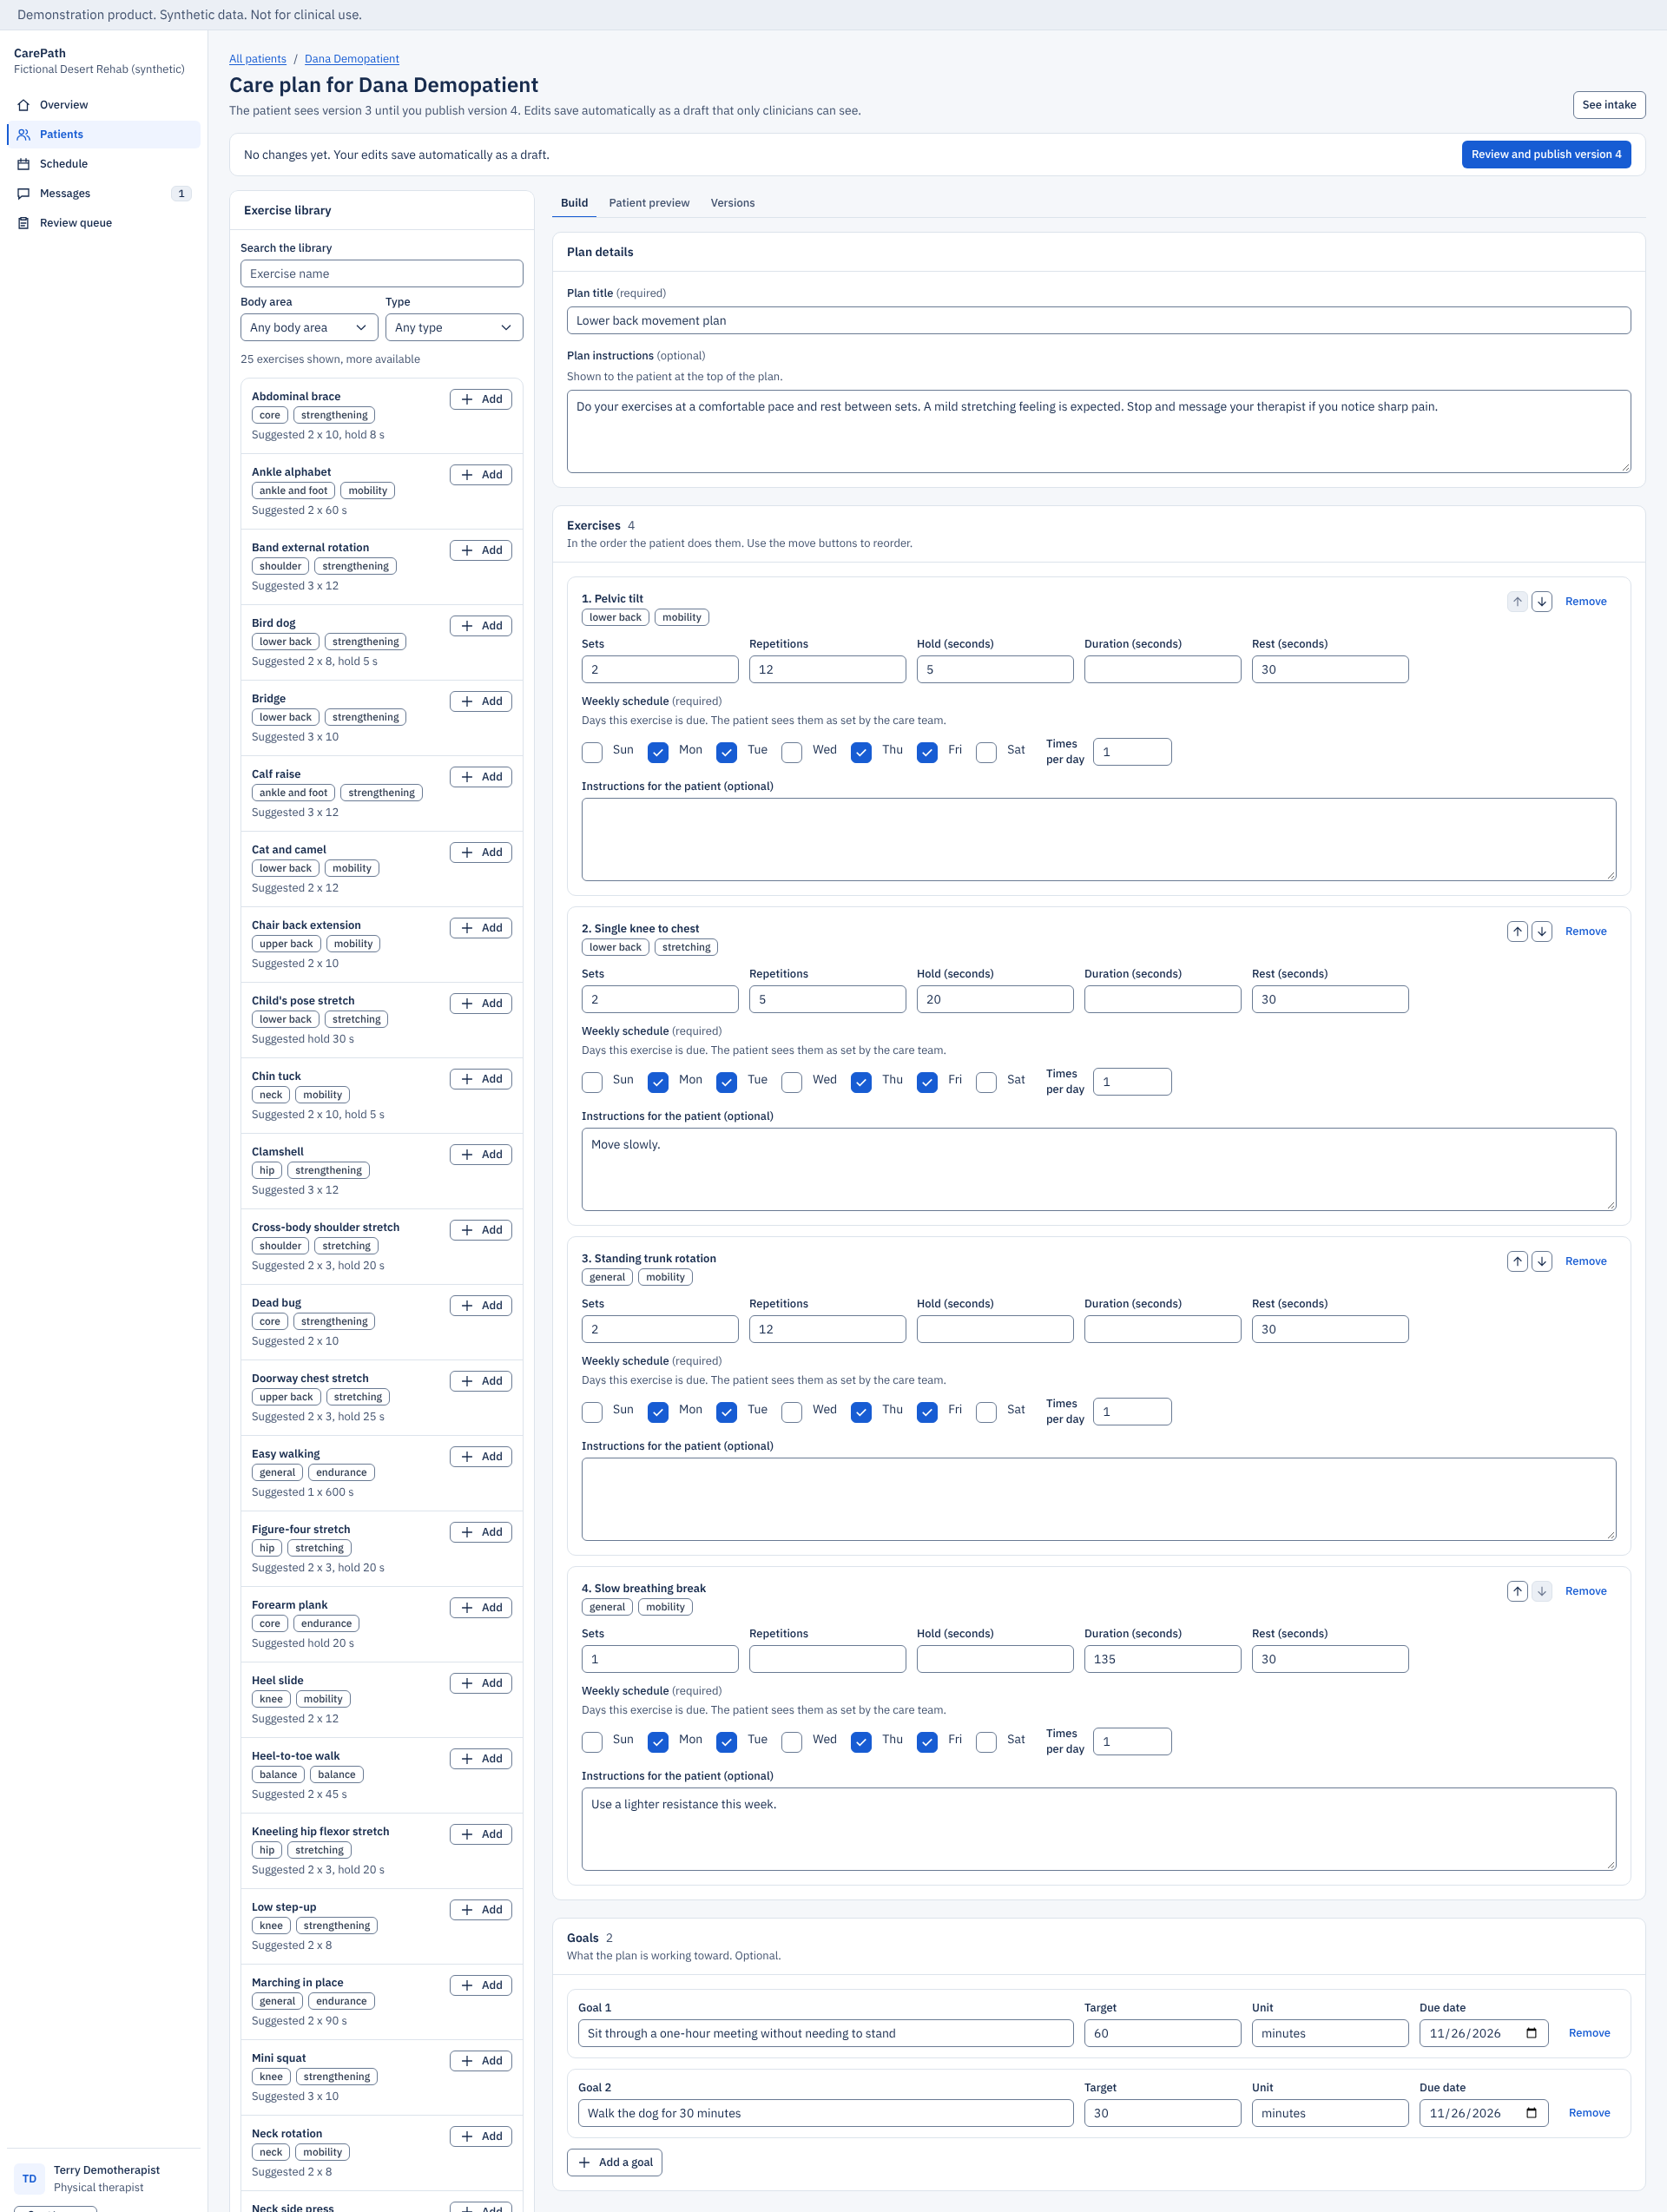 Demonstration product. Synthetic data. Not for clinical use.
CarePath
Fictional Desert Rehab (synthetic)
Overview
Patients
Schedule
Messages 1
Review queue
TD
Terry Demotherapist
Physical therapist
All patients / Dana Demopatient
Care plan for Dana Demopatient
The patient sees version 3 until you publish version 4. Edits save automatically as a draft that only clinicians can see.
See intake
No changes yet. Your edits save automatically as a draft.
Review and publish version 4
Exercise library
Search the library
Exercise name
Body area Type
Any body area Any type
25 exercises shown, more available
Abdominal brace Add
core strengthening
Suggested 2 x 10, hold 8 s
Ankle alphabet Add
ankle and foot mobility
Suggested 2 x 60 s
Band external rotation Add
shoulder strengthening
Suggested 3 x 12
Bird dog Add
lower back strengthening
Suggested 2 x 8, hold 5 s
Bridge Add
lower back strengthening
Suggested 3 x 10
Calf raise Add
ankle and foot strengthening
Suggested 3 x 12
Cat and camel Add
lower back mobility
Suggested 2 x 12
Chair back extension Add
upper back mobility
Suggested 2 x 10
Child's pose stretch Add
lower back stretching
Suggested hold 30 s
Chin tuck Add
neck mobility
Suggested 2 x 10, hold 5 s
Clamshell Add
hip strengthening
Suggested 3 x 12
Cross-body shoulder stretch Add
shoulder stretching
Suggested 2 x 3, hold 20 s
Dead bug Add
core strengthening
Suggested 2 x 10
Doorway chest stretch Add
upper back stretching
Suggested 2 x 3, hold 25 s
Easy walking Add
general endurance
Suggested 1 x 600 s
Figure-four stretch Add
hip stretching
Suggested 2 x 3, hold 20 s
Forearm plank Add
core endurance
Suggested hold 20 s
Heel slide Add
knee mobility
Suggested 2 x 12
Heel-to-toe walk Add
balance balance
Suggested 2 x 45 s
Kneeling hip flexor stretch Add
hip stretching
Suggested 2 x 3, hold 20 s
Low step-up Add
knee strengthening
Suggested 2 x 8
Marching in place Add
general endurance
Suggested 2 x 90 s
Mini squat Add
knee strengthening
Suggested 3 x 10
Neck rotation Add
neck mobility
Suggested 2 x 8
Neck side press Add
Build Patient preview Versions
Plan details
Plan title (required)
Lower back movement plan
Plan instructions (optional)
Shown to the patient at the top of the plan.
Do your exercises at a comfortable pace and rest between sets. A mild stretching feeling is expected. Stop and message your therapist if you notice sharp pain.
Exercises 4
In the order the patient does them. Use the move buttons to reorder.
1. Pelvic tilt Remove
lower back mobility
Sets Repetitions Hold (seconds) Duration (seconds) Rest (seconds)
2 12 5 30
Weekly schedule (required)
Days this exercise is due. The patient sees them as set by the care team.
Sun Mon Tue Wed Thu Fri Sat Times per day 1
Instructions for the patient (optional)
2. Single knee to chest Remove
lower back stretching
Sets Repetitions Hold (seconds) Duration (seconds) Rest (seconds)
2 5 20 30
Weekly schedule (required)
Days this exercise is due. The patient sees them as set by the care team.
Sun Mon Tue Wed Thu Fri Sat Times per day 1
Instructions for the patient (optional)
Move slowly.
3. Standing trunk rotation Remove
general mobility
Sets Repetitions Hold (seconds) Duration (seconds) Rest (seconds)
2 12 30
Weekly schedule (required)
Days this exercise is due. The patient sees them as set by the care team.
Sun Mon Tue Wed Thu Fri Sat Times per day 1
Instructions for the patient (optional)
4. Slow breathing break Remove
general mobility
Sets Repetitions Hold (seconds) Duration (seconds) Rest (seconds)
1 135 30
Weekly schedule (required)
Days this exercise is due. The patient sees them as set by the care team.
Sun Mon Tue Wed Thu Fri Sat Times per day 1
Instructions for the patient (optional)
Use a lighter resistance this week.
Goals 2
What the plan is working toward. Optional.
Goal 1 Target Unit Due date
Sit through a one-hour meeting without needing to stand 60 minutes 11/26/2026 Remove
Goal 2 Target Unit Due date
Walk the dog for 30 minutes 30 minutes 11/26/2026 Remove
Add a goal